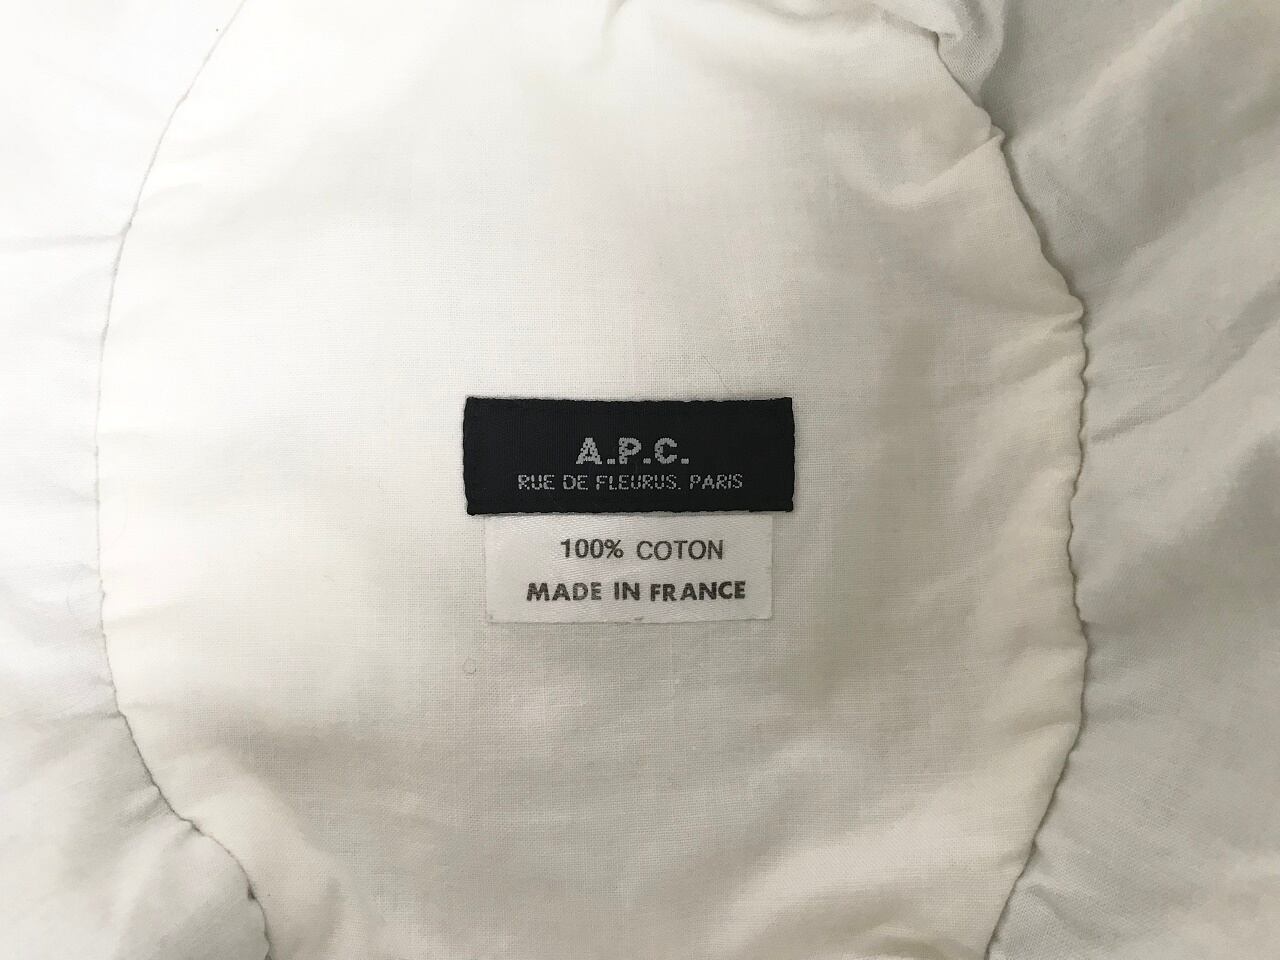 A.P.C.
RUE DE FLEURUS. PARIS
100% COTON
MADE IN FRANCE